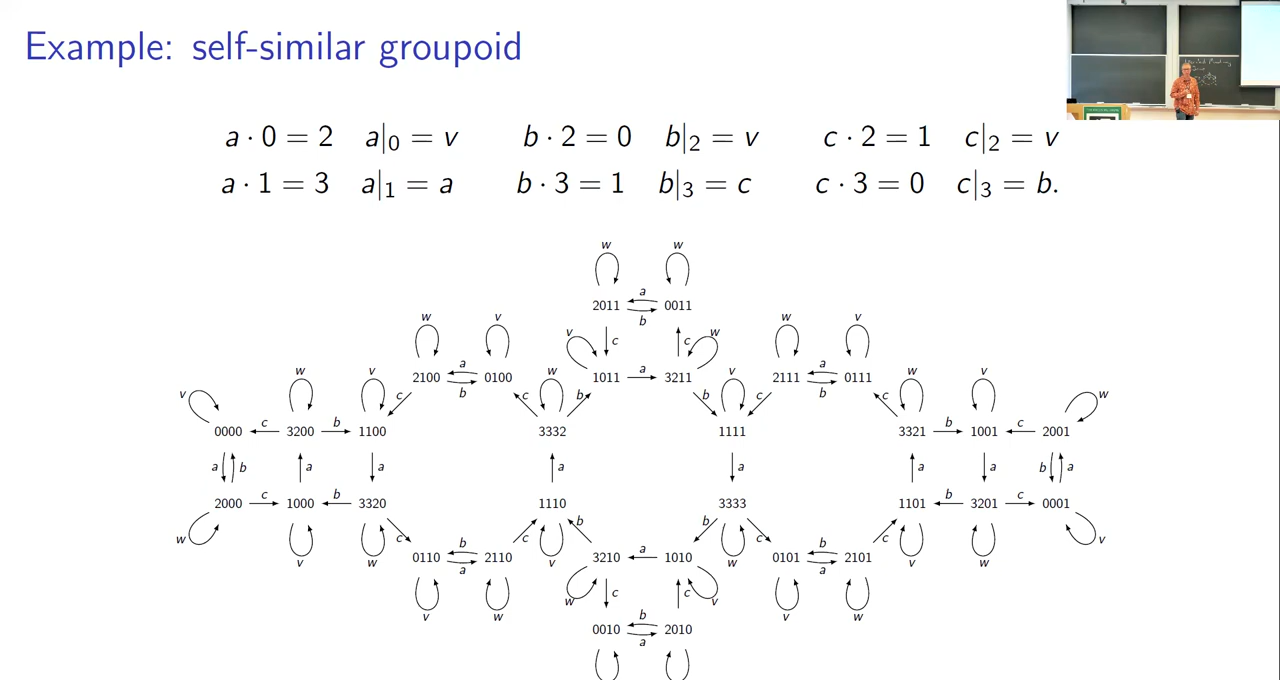 Example: self-similar groupoid
a · 0 = 2 a|₀ = v b · 2 = 0 b|₂ = v c · 2 = 1 c|₂ = v
a · 1 = 3 a|₁ = a b · 3 = 1 b|₃ = c c · 3 = 0 c|₃ = b.
w w
a
2011 0011
b
w v v c c w w v
a a
2100 0100 1011 a 3211 2111 0111
b b
v w v c c w b b v c c w v w
0000 c 3200 b 1100 3332 1111 3321 b 1001 c 2001
a b a a a a a a b a
2000 c 1000 b 3320 1110 3333 1101 b 3201 c 0001
w v w c b c b c w b c v w v
0110 2110 3210 a 1010 0101 2101
a a
v w w c c v v w
b
0010 2010
a